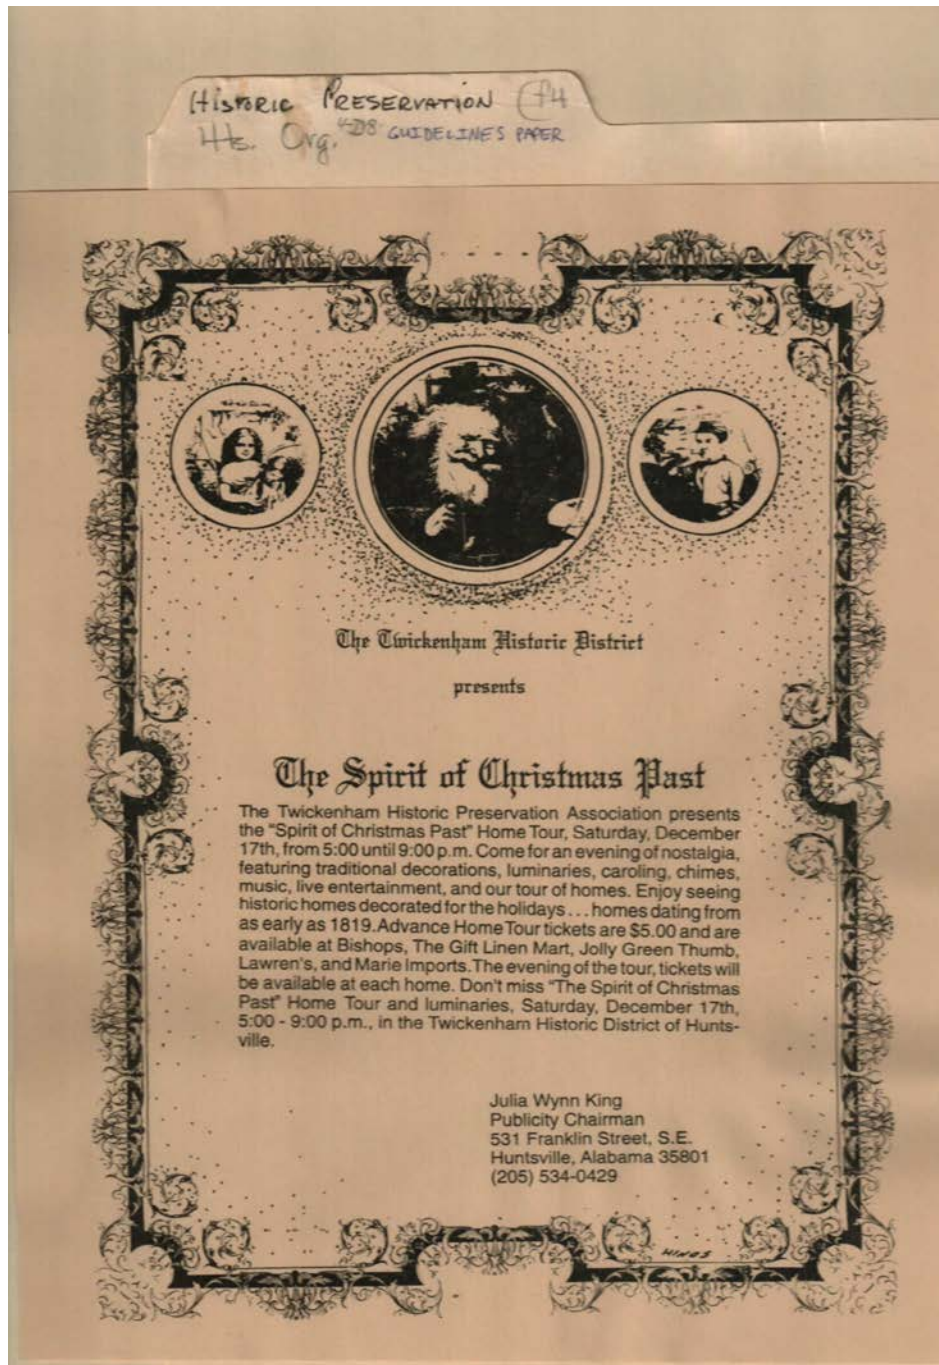 HISTORIC PRESERVATION F4
Hs. Org. 4-D8 GUIDELINES PAPER
The Twickenham Historic District
presents
The Spirit of Christmas Past
The Twickenham Historic Preservation Association presents
the "Spirit of Christmas Past" Home Tour, Saturday, December
17th, from 5:00 until 9:00 p.m. Come for an evening of nostalgia,
featuring traditional decorations, luminaries, caroling, chimes,
music, live entertainment, and our tour of homes. Enjoy seeing
historic homes decorated for the holidays...homes dating from
as early as 1819. Advance Home Tour tickets are $5.00 and are
available at Bishops, The Gift Linen Mart, Jolly Green Thumb,
Lawren's, and Marie Imports. The evening of the tour, tickets will
be available at each home. Don't miss "The Spirit of Christmas
Past" Home Tour and luminaries, Saturday, December 17th,
5:00 - 9:00 p.m., in the Twickenham Historic District of Hunts-
ville.
Julia Wynn King
Publicity Chairman
531 Franklin Street, S.E.
Huntsville, Alabama 35801
(205) 534-0429
HINDS